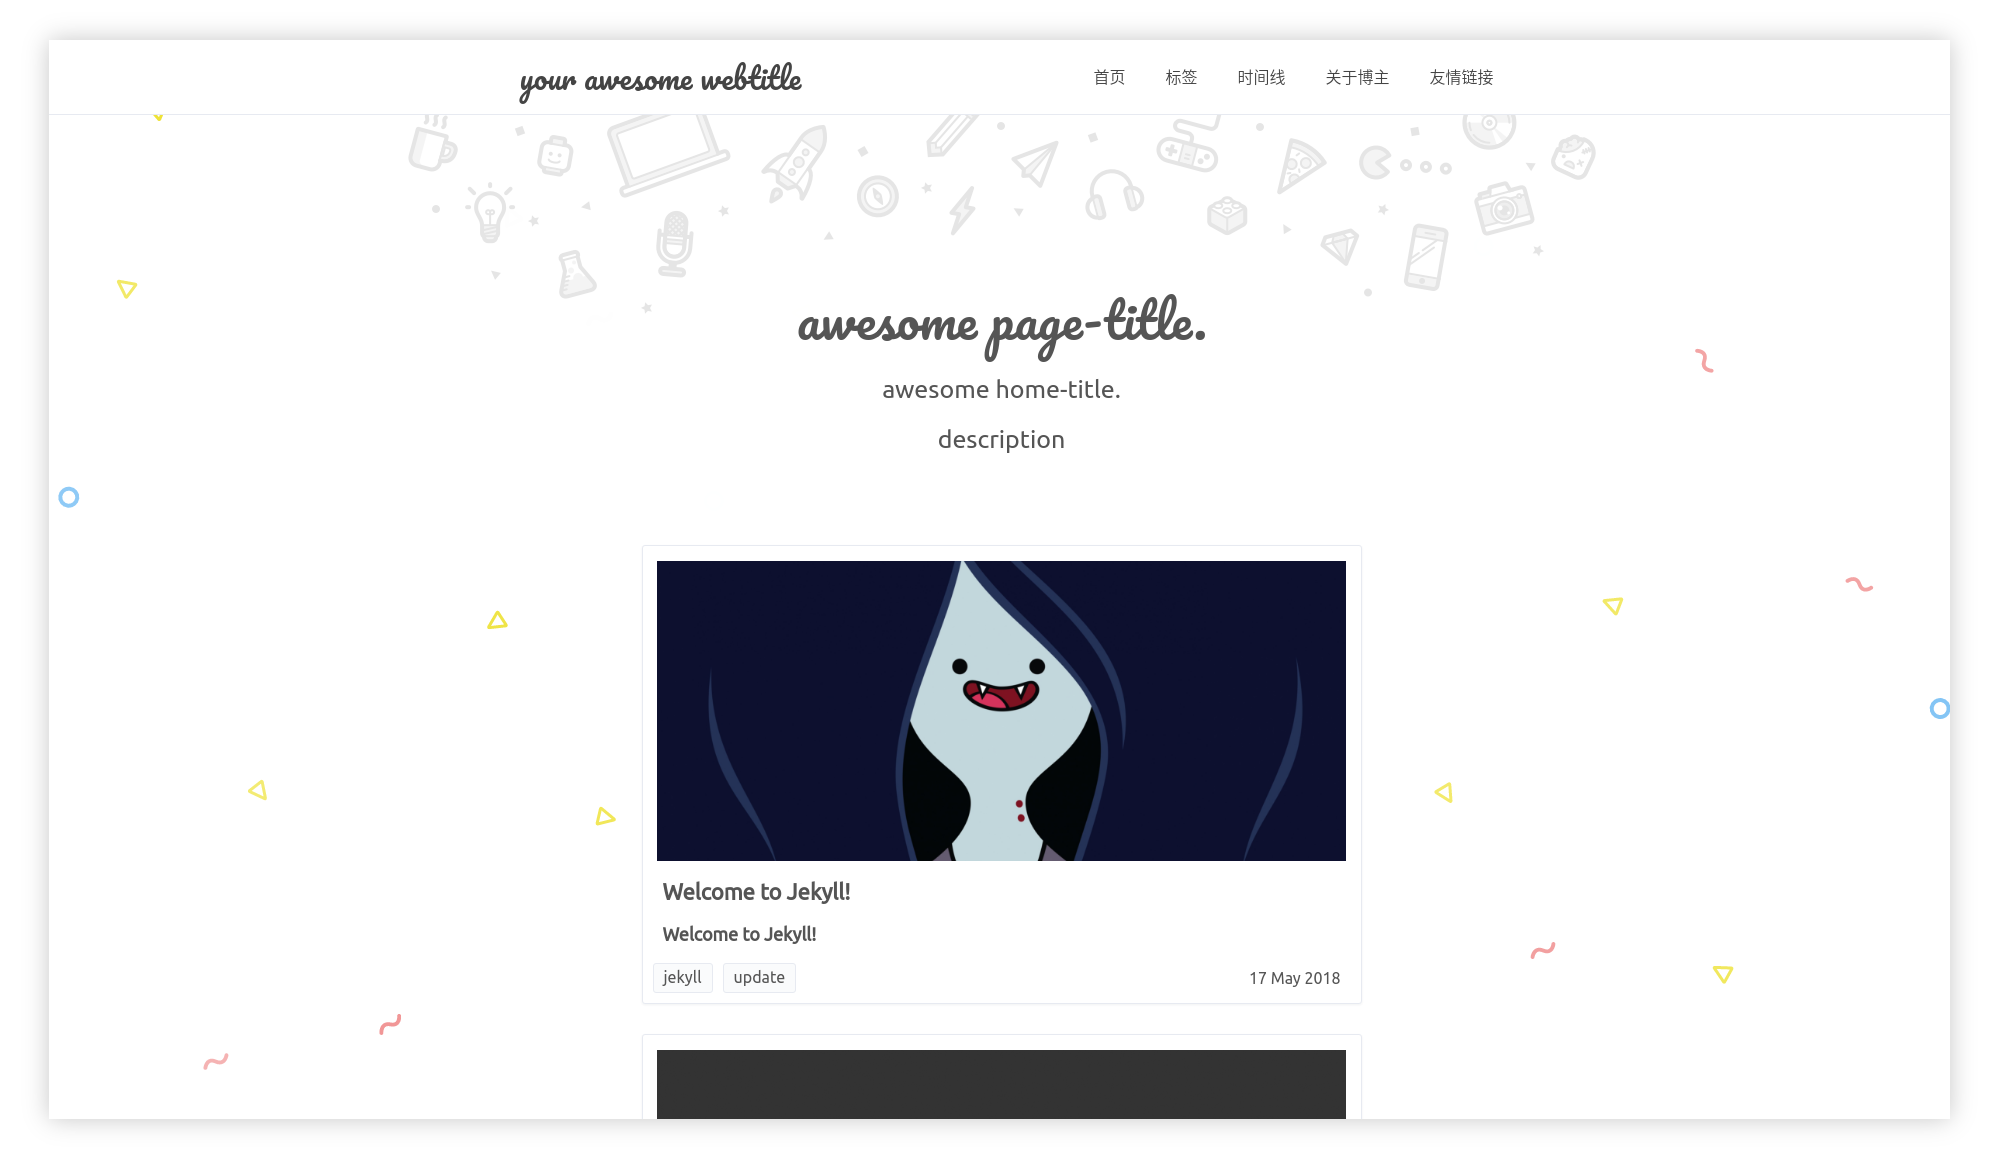 your awesome webtitle
首页 标签 时间线 关于博主 友情链接
awesome page-title.
awesome home-title.
description
Welcome to Jekyll!
Welcome to Jekyll!
jekyll update 17 May 2018